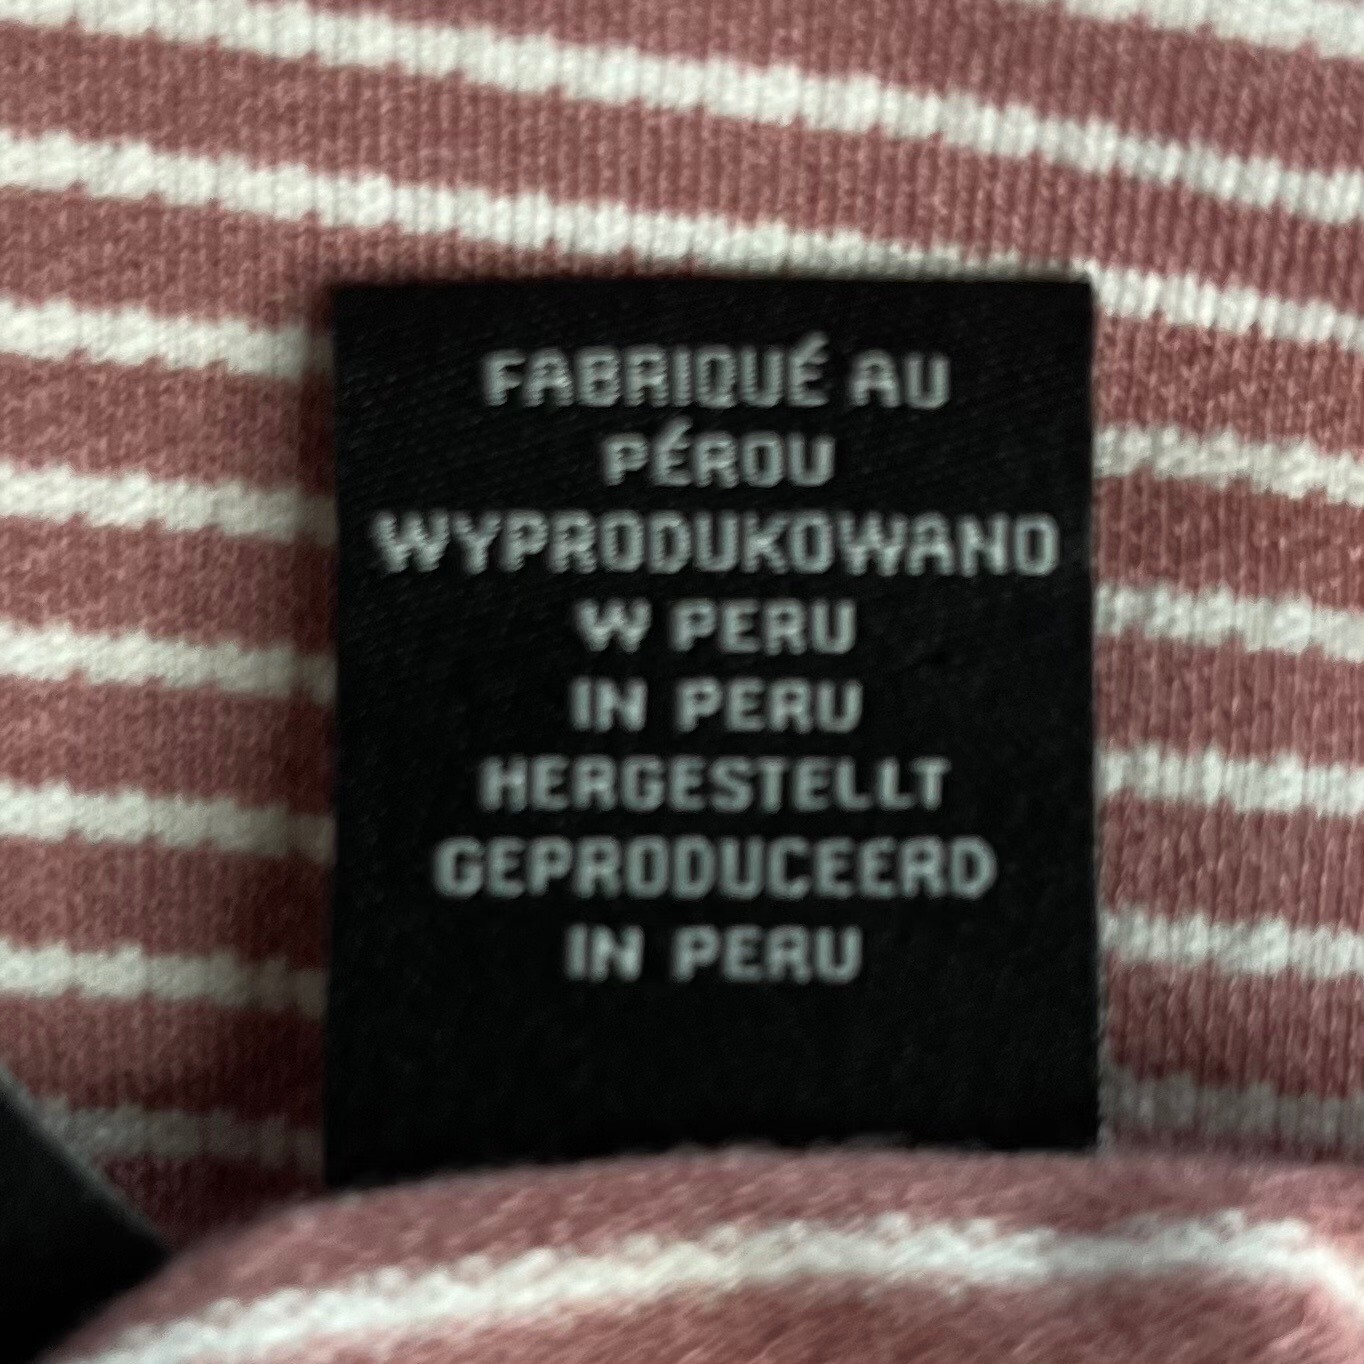 FABRIQUÉ AU
PÉROU
WYPRODUKOWANO
W PERU
IN PERU
HERGESTELLT
GEPRODUCEERD
IN PERU